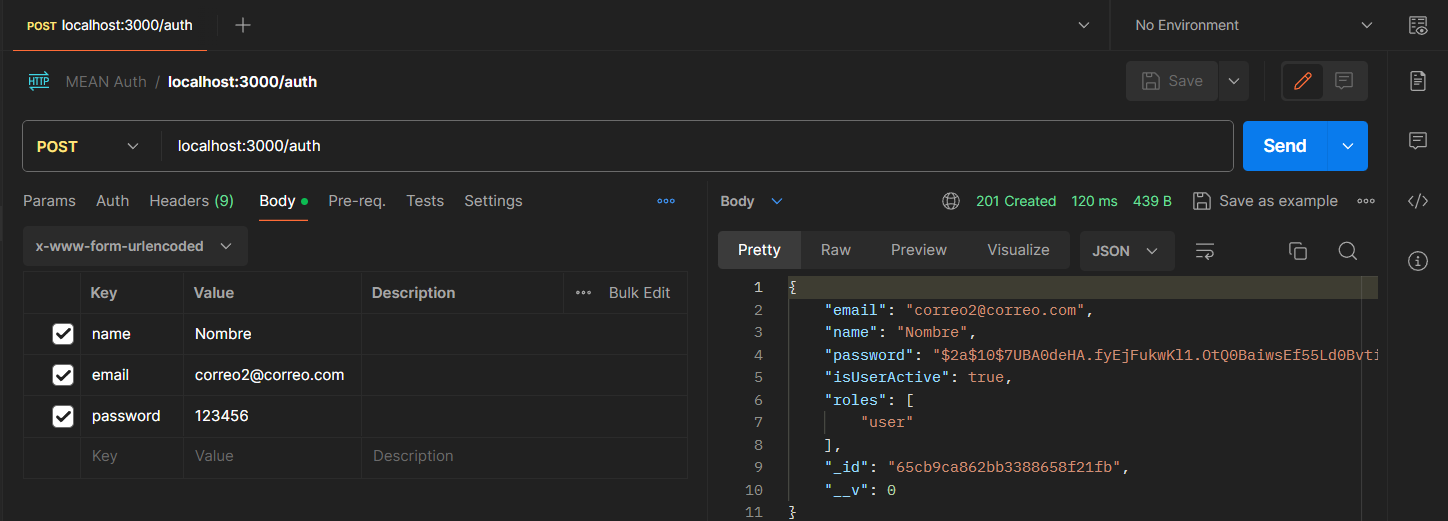 POST localhost:3000/auth
No Environment
HTTP MEAN Auth / localhost:3000/auth
Save
POST localhost:3000/auth
Send
Params Auth Headers (9) Body Pre-req. Tests Settings
x-www-form-urlencoded
Key Value Description Bulk Edit
name Nombre
email correo2@correo.com
password 123456
Key Value Description
Body 201 Created 120 ms 439 B Save as example
Pretty Raw Preview Visualize JSON
1 {
2 "email": "correo2@correo.com",
3 "name": "Nombre",
4 "password": "$2a$10$7UBA0deHA.fyEjFukwKl1.OtQ0BaiwsEf55Ld0Bvti
5 "isUserActive": true,
6 "roles": [
7 "user"
8 ],
9 "_id": "65cb9ca862bb3388658f21fb",
10 "__v": 0
11 }